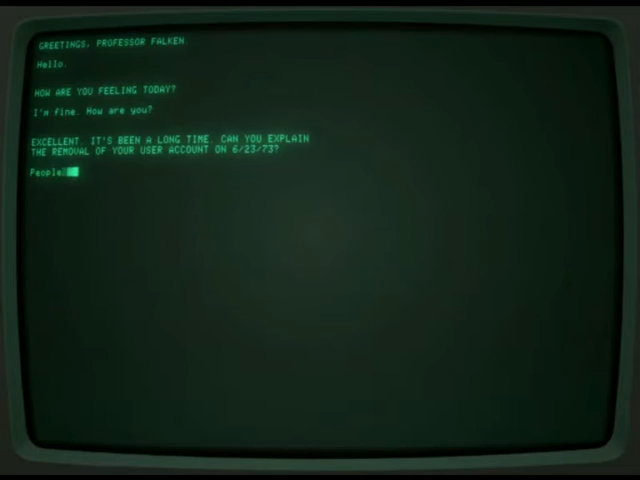 GREETINGS, PROFESSOR FALKEN.
Hello.
HOW ARE YOU FEELING TODAY?
I'm fine. How are you?
EXCELLENT. IT'S BEEN A LONG TIME. CAN YOU EXPLAIN
THE REMOVAL OF YOUR USER ACCOUNT ON 6/23/73?
People